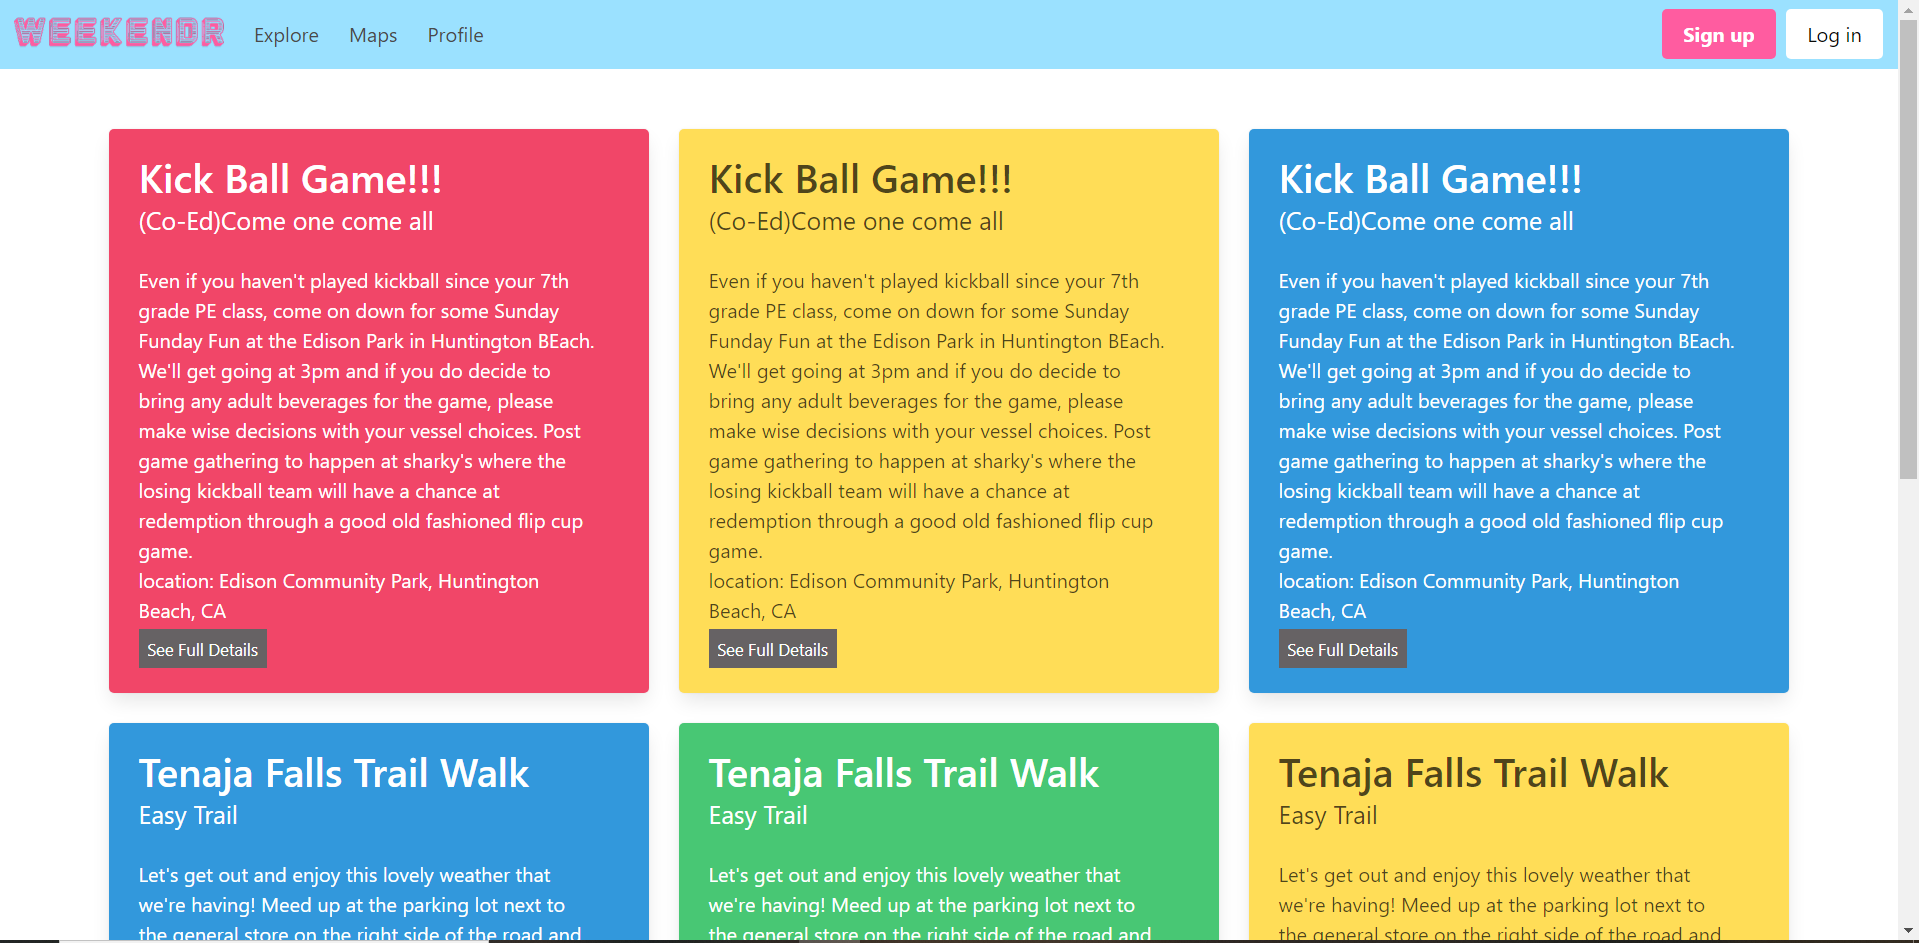 WEEKENDR Explore Maps Profile Sign up Log in
Kick Ball Game!!!
(Co-Ed)Come one come all
Even if you haven't played kickball since your 7th
grade PE class, come on down for some Sunday
Funday Fun at the Edison Park in Huntington BEach.
We'll get going at 3pm and if you do decide to
bring any adult beverages for the game, please
make wise decisions with your vessel choices. Post
game gathering to happen at sharky's where the
losing kickball team will have a chance at
redemption through a good old fashioned flip cup
game.
location: Edison Community Park, Huntington
Beach, CA
See Full Details
Kick Ball Game!!!
(Co-Ed)Come one come all
Even if you haven't played kickball since your 7th
grade PE class, come on down for some Sunday
Funday Fun at the Edison Park in Huntington BEach.
We'll get going at 3pm and if you do decide to
bring any adult beverages for the game, please
make wise decisions with your vessel choices. Post
game gathering to happen at sharky's where the
losing kickball team will have a chance at
redemption through a good old fashioned flip cup
game.
location: Edison Community Park, Huntington
Beach, CA
See Full Details
Kick Ball Game!!!
(Co-Ed)Come one come all
Even if you haven't played kickball since your 7th
grade PE class, come on down for some Sunday
Funday Fun at the Edison Park in Huntington BEach.
We'll get going at 3pm and if you do decide to
bring any adult beverages for the game, please
make wise decisions with your vessel choices. Post
game gathering to happen at sharky's where the
losing kickball team will have a chance at
redemption through a good old fashioned flip cup
game.
location: Edison Community Park, Huntington
Beach, CA
See Full Details
Tenaja Falls Trail Walk
Easy Trail
Let's get out and enjoy this lovely weather that
we're having! Meed up at the parking lot next to
the general store on the right side of the road and
Tenaja Falls Trail Walk
Easy Trail
Let's get out and enjoy this lovely weather that
we're having! Meed up at the parking lot next to
the general store on the right side of the road and
Tenaja Falls Trail Walk
Easy Trail
Let's get out and enjoy this lovely weather that
we're having! Meed up at the parking lot next to
the general store on the right side of the road and